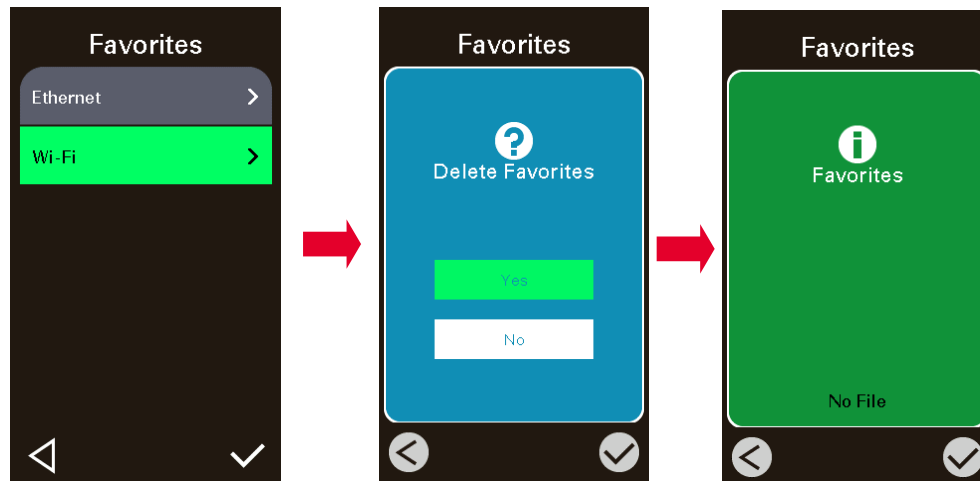 Favorites
Ethernet
Wi-Fi
Favorites
Delete Favorites
Yes
No
Favorites
Favorites
No File